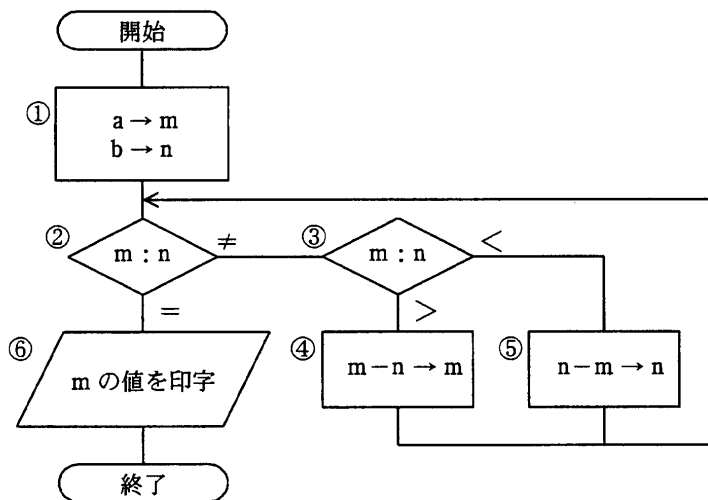 開始
①
a → m
b → n
②
m : n
≠
=
③
m : n
<
>
④
m − n → m
⑤
n − m → n
⑥
m の値を印字
終了